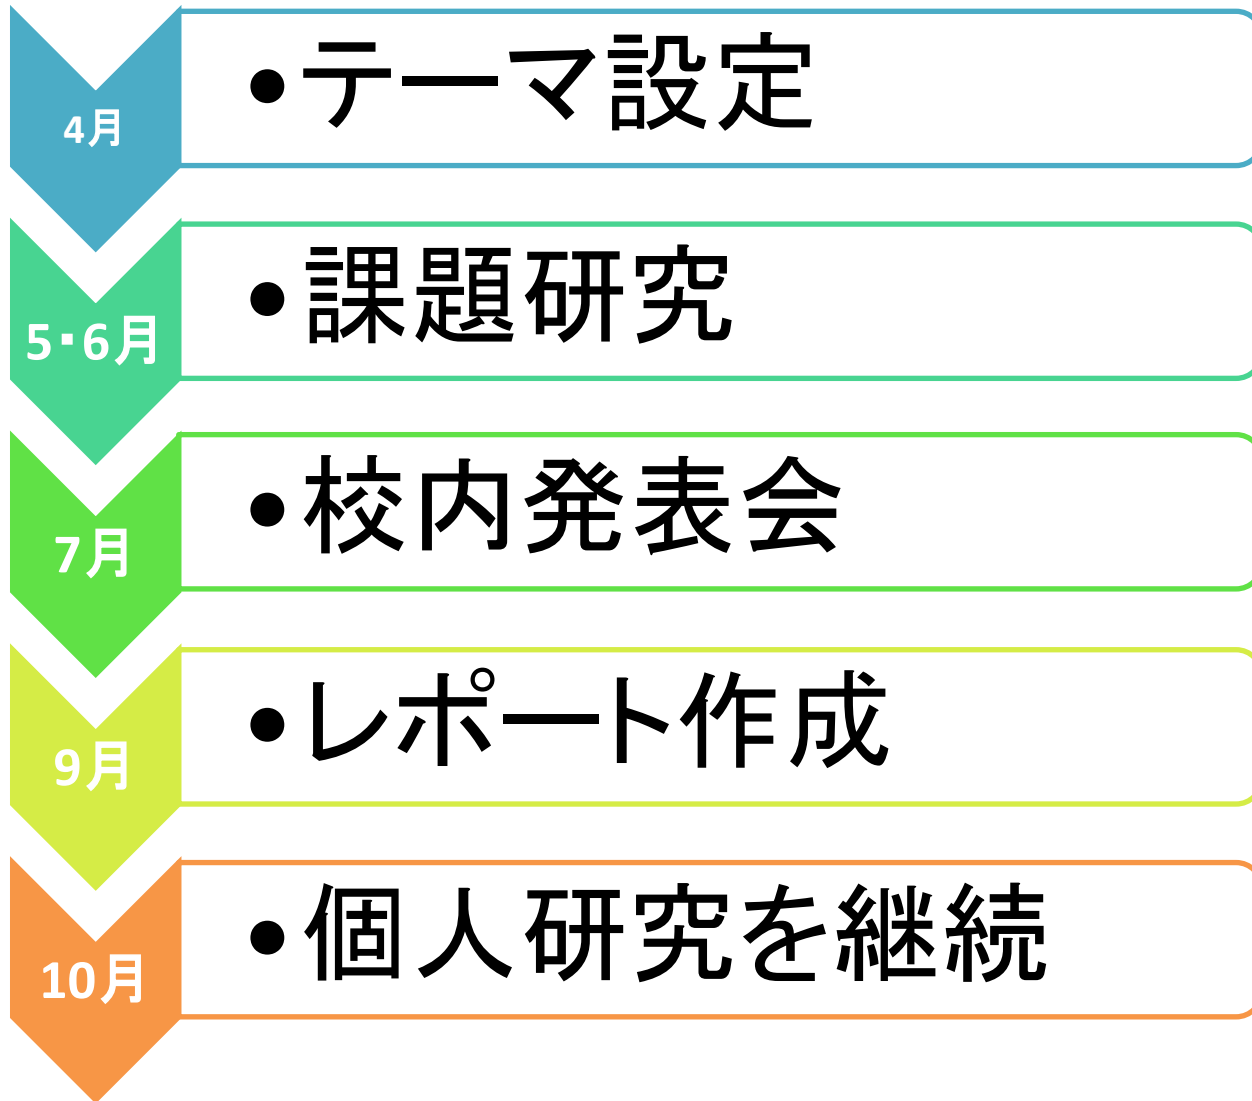 4月
•テーマ設定
5・6月
•課題研究
7月
•校内発表会
9月
•レポート作成
10月
•個人研究を継続